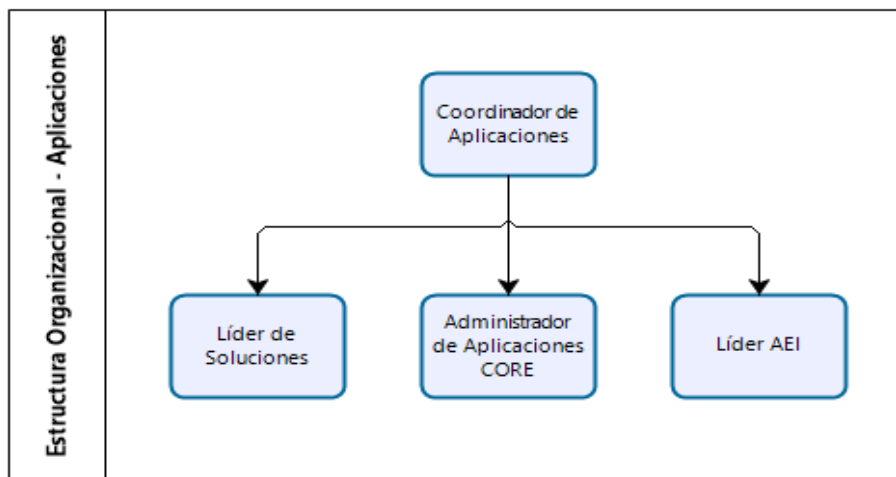 Estructura Organizacional - Aplicaciones
Coordinador de
Aplicaciones
Líder de
Soluciones
Administrador
de Aplicaciones
CORE
Líder AEI